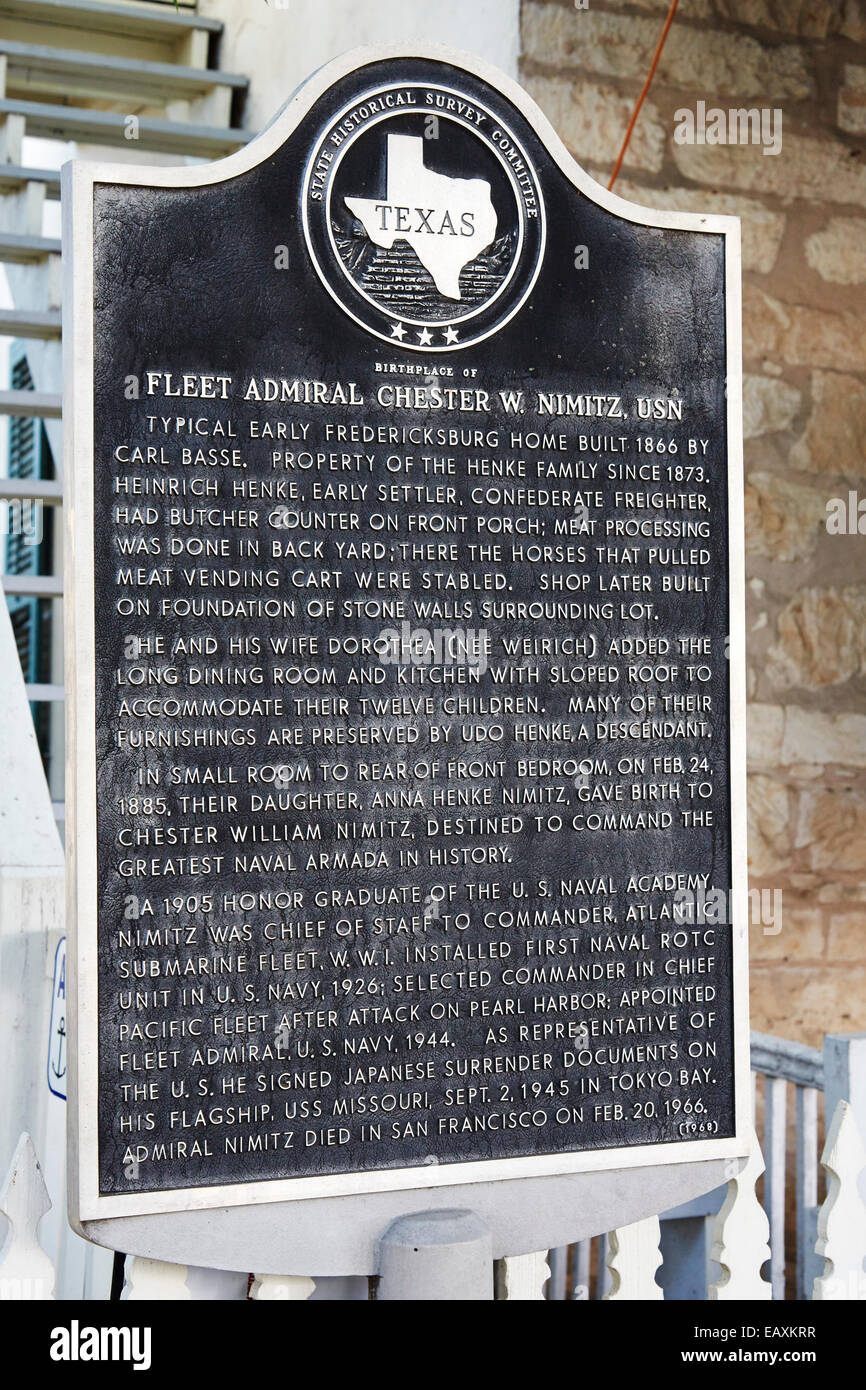 STATE HISTORICAL SURVEY COMMITTEE
TEXAS
BIRTHPLACE OF
FLEET ADMIRAL CHESTER W. NIMITZ, USN
TYPICAL EARLY FREDERICKSBURG HOME BUILT 1866 BY
CARL BASSE. PROPERTY OF THE HENKE FAMILY SINCE 1873.
HEINRICH HENKE, EARLY SETTLER, CONFEDERATE FREIGHTER,
HAD BUTCHER COUNTER ON FRONT PORCH; MEAT PROCESSING
WAS DONE IN BACK YARD; THERE THE HORSES THAT PULLED
MEAT VENDING CART WERE STABLED. SHOP LATER BUILT
ON FOUNDATION OF STONE WALLS SURROUNDING LOT.
HE AND HIS WIFE DOROTHEA (NEE WEIRICH) ADDED THE
LONG DINING ROOM AND KITCHEN WITH SLOPED ROOF TO
ACCOMMODATE THEIR TWELVE CHILDREN. MANY OF THEIR
FURNISHINGS ARE PRESERVED BY UDO HENKE, A DESCENDANT.
IN SMALL ROOM TO REAR OF FRONT BEDROOM, ON FEB. 24,
1885, THEIR DAUGHTER, ANNA HENKE NIMITZ, GAVE BIRTH TO
CHESTER WILLIAM NIMITZ, DESTINED TO COMMAND THE
GREATEST NAVAL ARMADA IN HISTORY.
A 1905 HONOR GRADUATE OF THE U. S. NAVAL ACADEMY,
NIMITZ WAS CHIEF OF STAFF TO COMMANDER, ATLANTIC
SUBMARINE FLEET, W. W. I. INSTALLED FIRST NAVAL ROTC
UNIT IN U. S. NAVY, 1926; SELECTED COMMANDER IN CHIEF
PACIFIC FLEET AFTER ATTACK ON PEARL HARBOR; APPOINTED
FLEET ADMIRAL, U. S. NAVY, 1944. AS REPRESENTATIVE OF
THE U. S. HE SIGNED JAPANESE SURRENDER DOCUMENTS ON
HIS FLAGSHIP, USS MISSOURI, SEPT. 2, 1945 IN TOKYO BAY.
ADMIRAL NIMITZ DIED IN SAN FRANCISCO ON FEB. 20, 1966.
(1968)
a
alamy
a
a
alamy
Image ID: EAXKRR
www.alamy.com